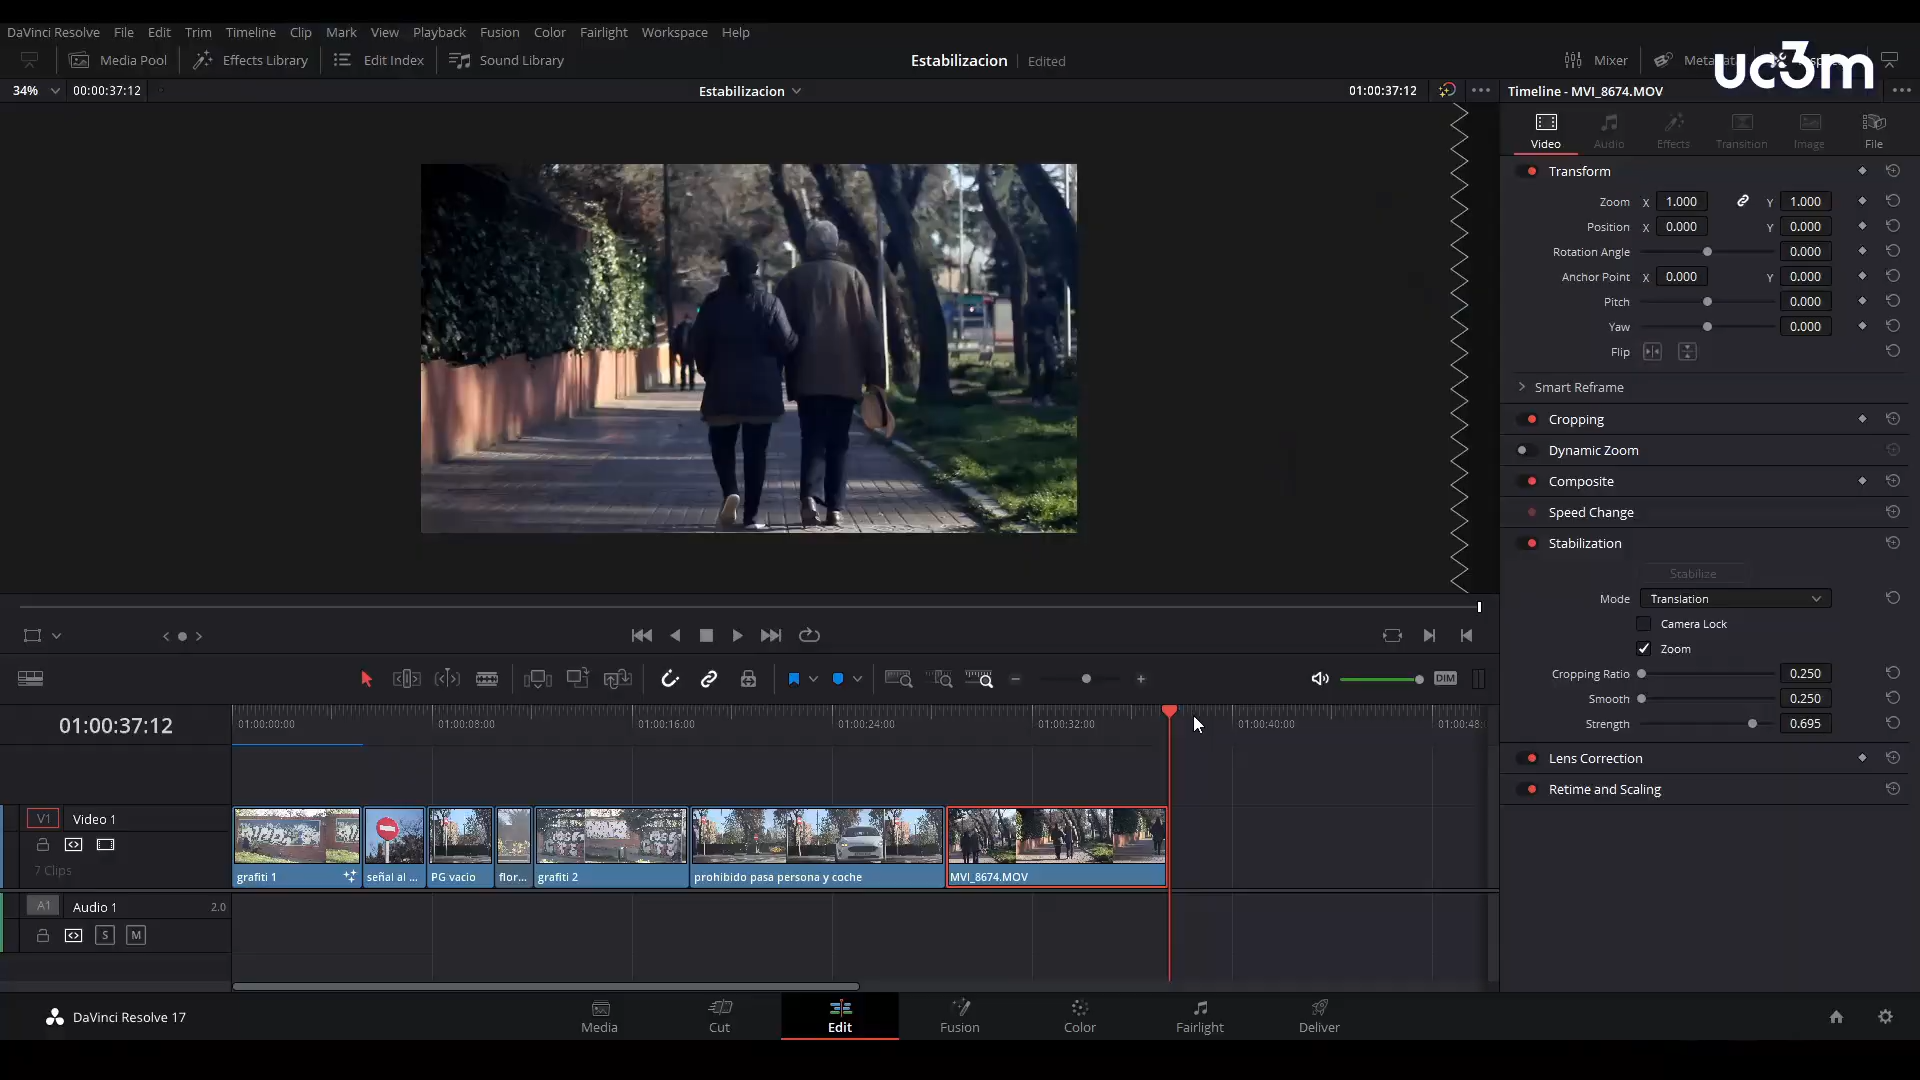 DaVinci Resolve File Edit Trim Timeline Clip Mark View Playback Fusion Color Fairlight Workspace Help
Media Pool Effects Library Edit Index Sound Library Estabilizacion Edited Mixer
uc3m
34% 00:00:37:12 Estabilizacion 01:00:37:12 Timeline - MVI_8674.MOV
Video Audio Effects Transition Image File
Transform
Zoom X 1.000 Y 1.000
Position X 0.000 Y 0.000
Rotation Angle 0.000
Anchor Point X 0.000 Y 0.000
Pitch 0.000
Yaw 0.000
Flip
Smart Reframe
Cropping
Dynamic Zoom
Composite
Speed Change
Stabilization
Stabilize
Mode Translation
Camera Lock
Zoom
Cropping Ratio 0.250
Smooth 0.250
Strength 0.695
Lens Correction
Retime and Scaling
DIM
01:00:37:12 01:00:00:00 01:00:08:00 01:00:16:00 01:00:24:00 01:00:32:00 01:00:40:00 01:00:48:
V1 Video 1
7 Clips
grafiti 1 señal al ... PG vacio flor... grafiti 2 prohibido pasa persona y coche MVI_8674.MOV
A1 Audio 1 2.0
S M
DaVinci Resolve 17 Media Cut Edit Fusion Color Fairlight Deliver